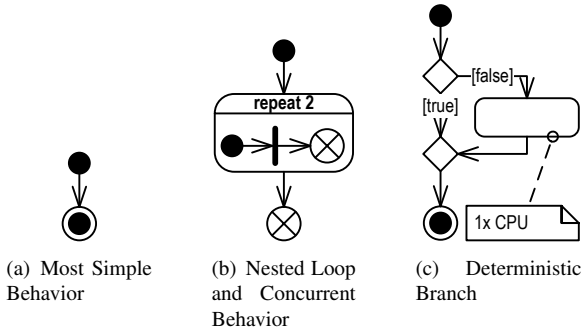 repeat 2
[false]
[true]
1x CPU
(a) Most Simple
Behavior
(b) Nested Loop
and Concurrent
Behavior
(c) Deterministic
Branch